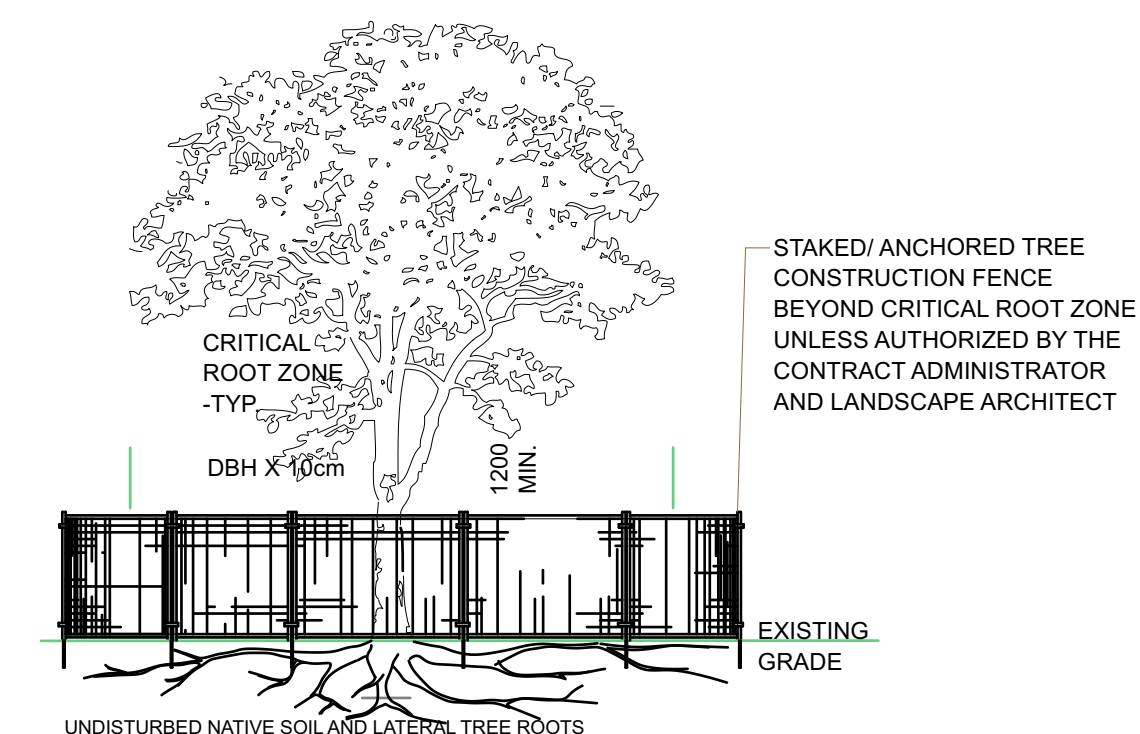 STAKED/ ANCHORED TREE
CONSTRUCTION FENCE
BEYOND CRITICAL ROOT ZONE
UNLESS AUTHORIZED BY THE
CONTRACT ADMINISTRATOR
AND LANDSCAPE ARCHITECT
CRITICAL
ROOT ZONE
-TYP
DBH X 10cm
1200
MIN.
EXISTING
GRADE
UNDISTURBED NATIVE SOIL AND LATERAL TREE ROOTS